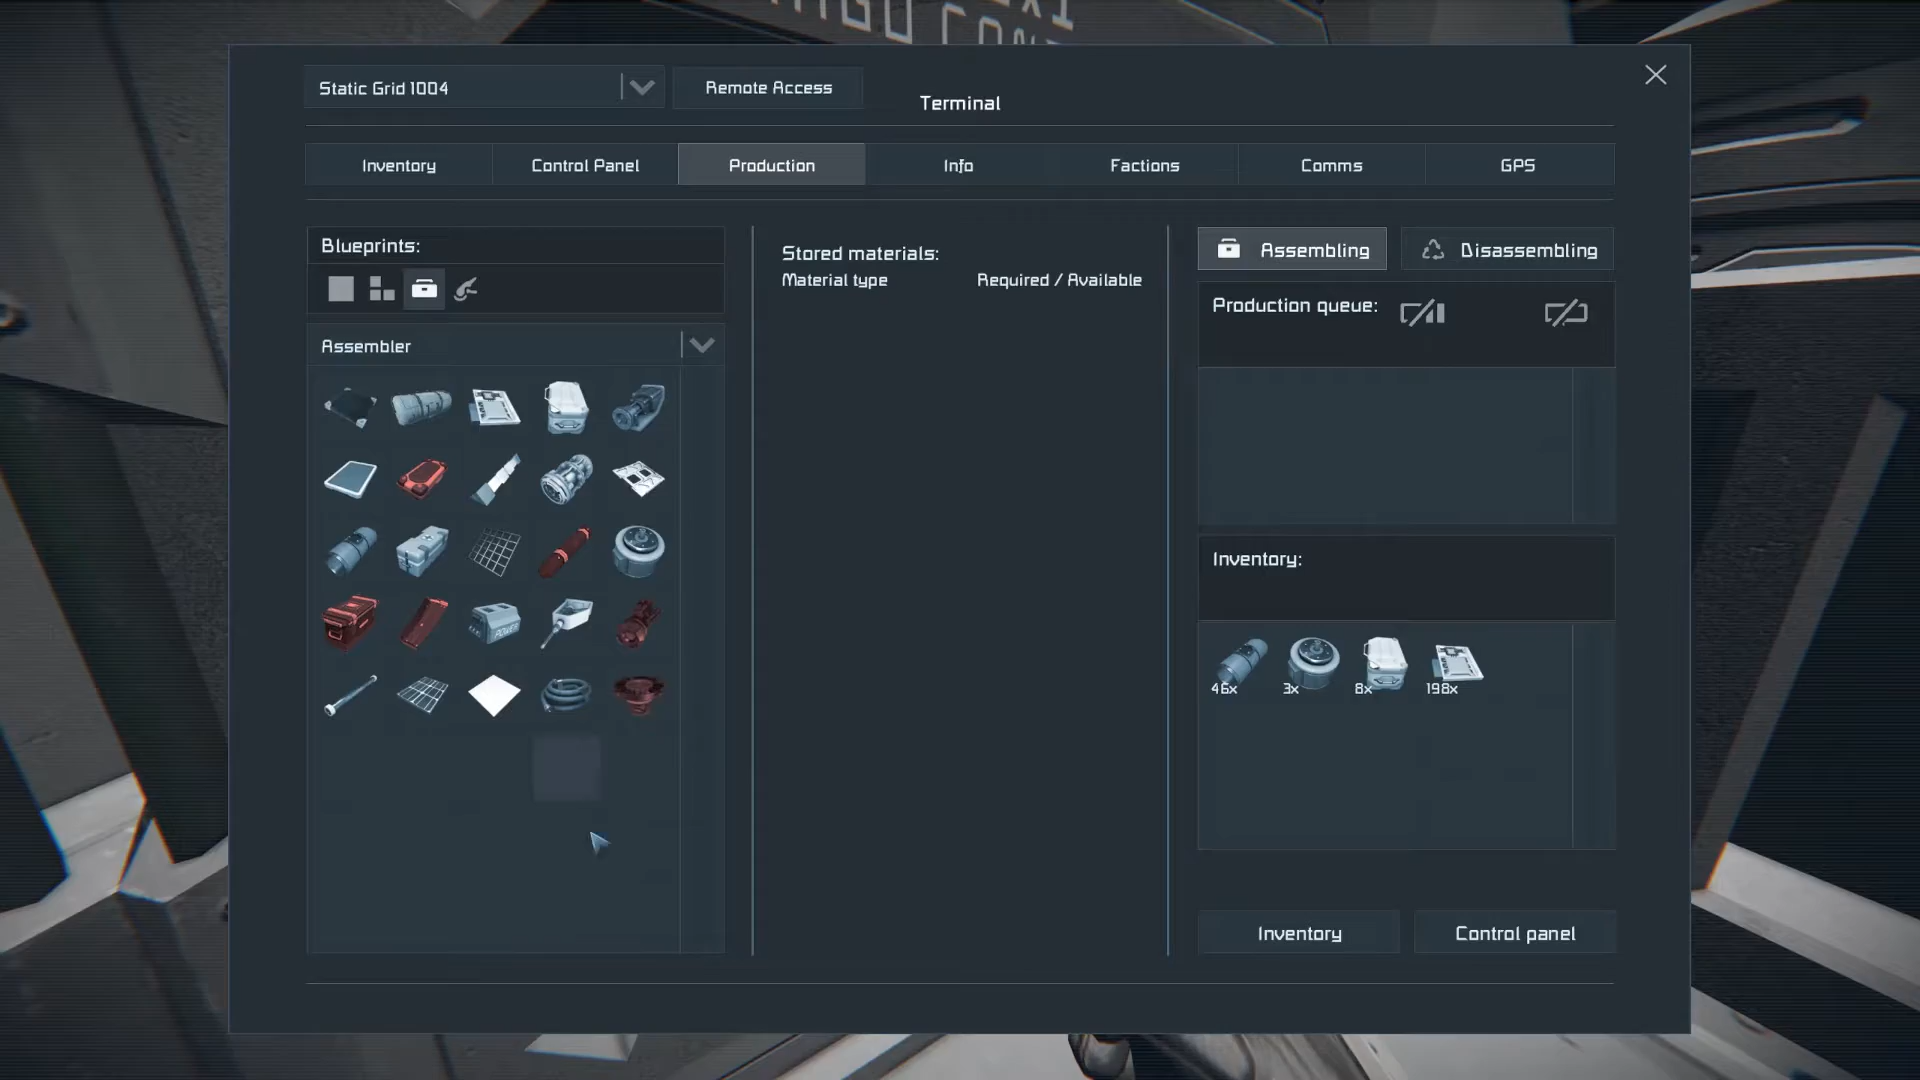 Static Grid 1004
Remote Access
Terminal
Inventory
Control Panel
Production
Info
Factions
Comms
GPS
Blueprints:
Assembler
Stored materials:
Material type
Required / Available
Assembling
Disassembling
Production queue:
Inventory:
46x
3x
8x
198x
POWER
Inventory
Control panel